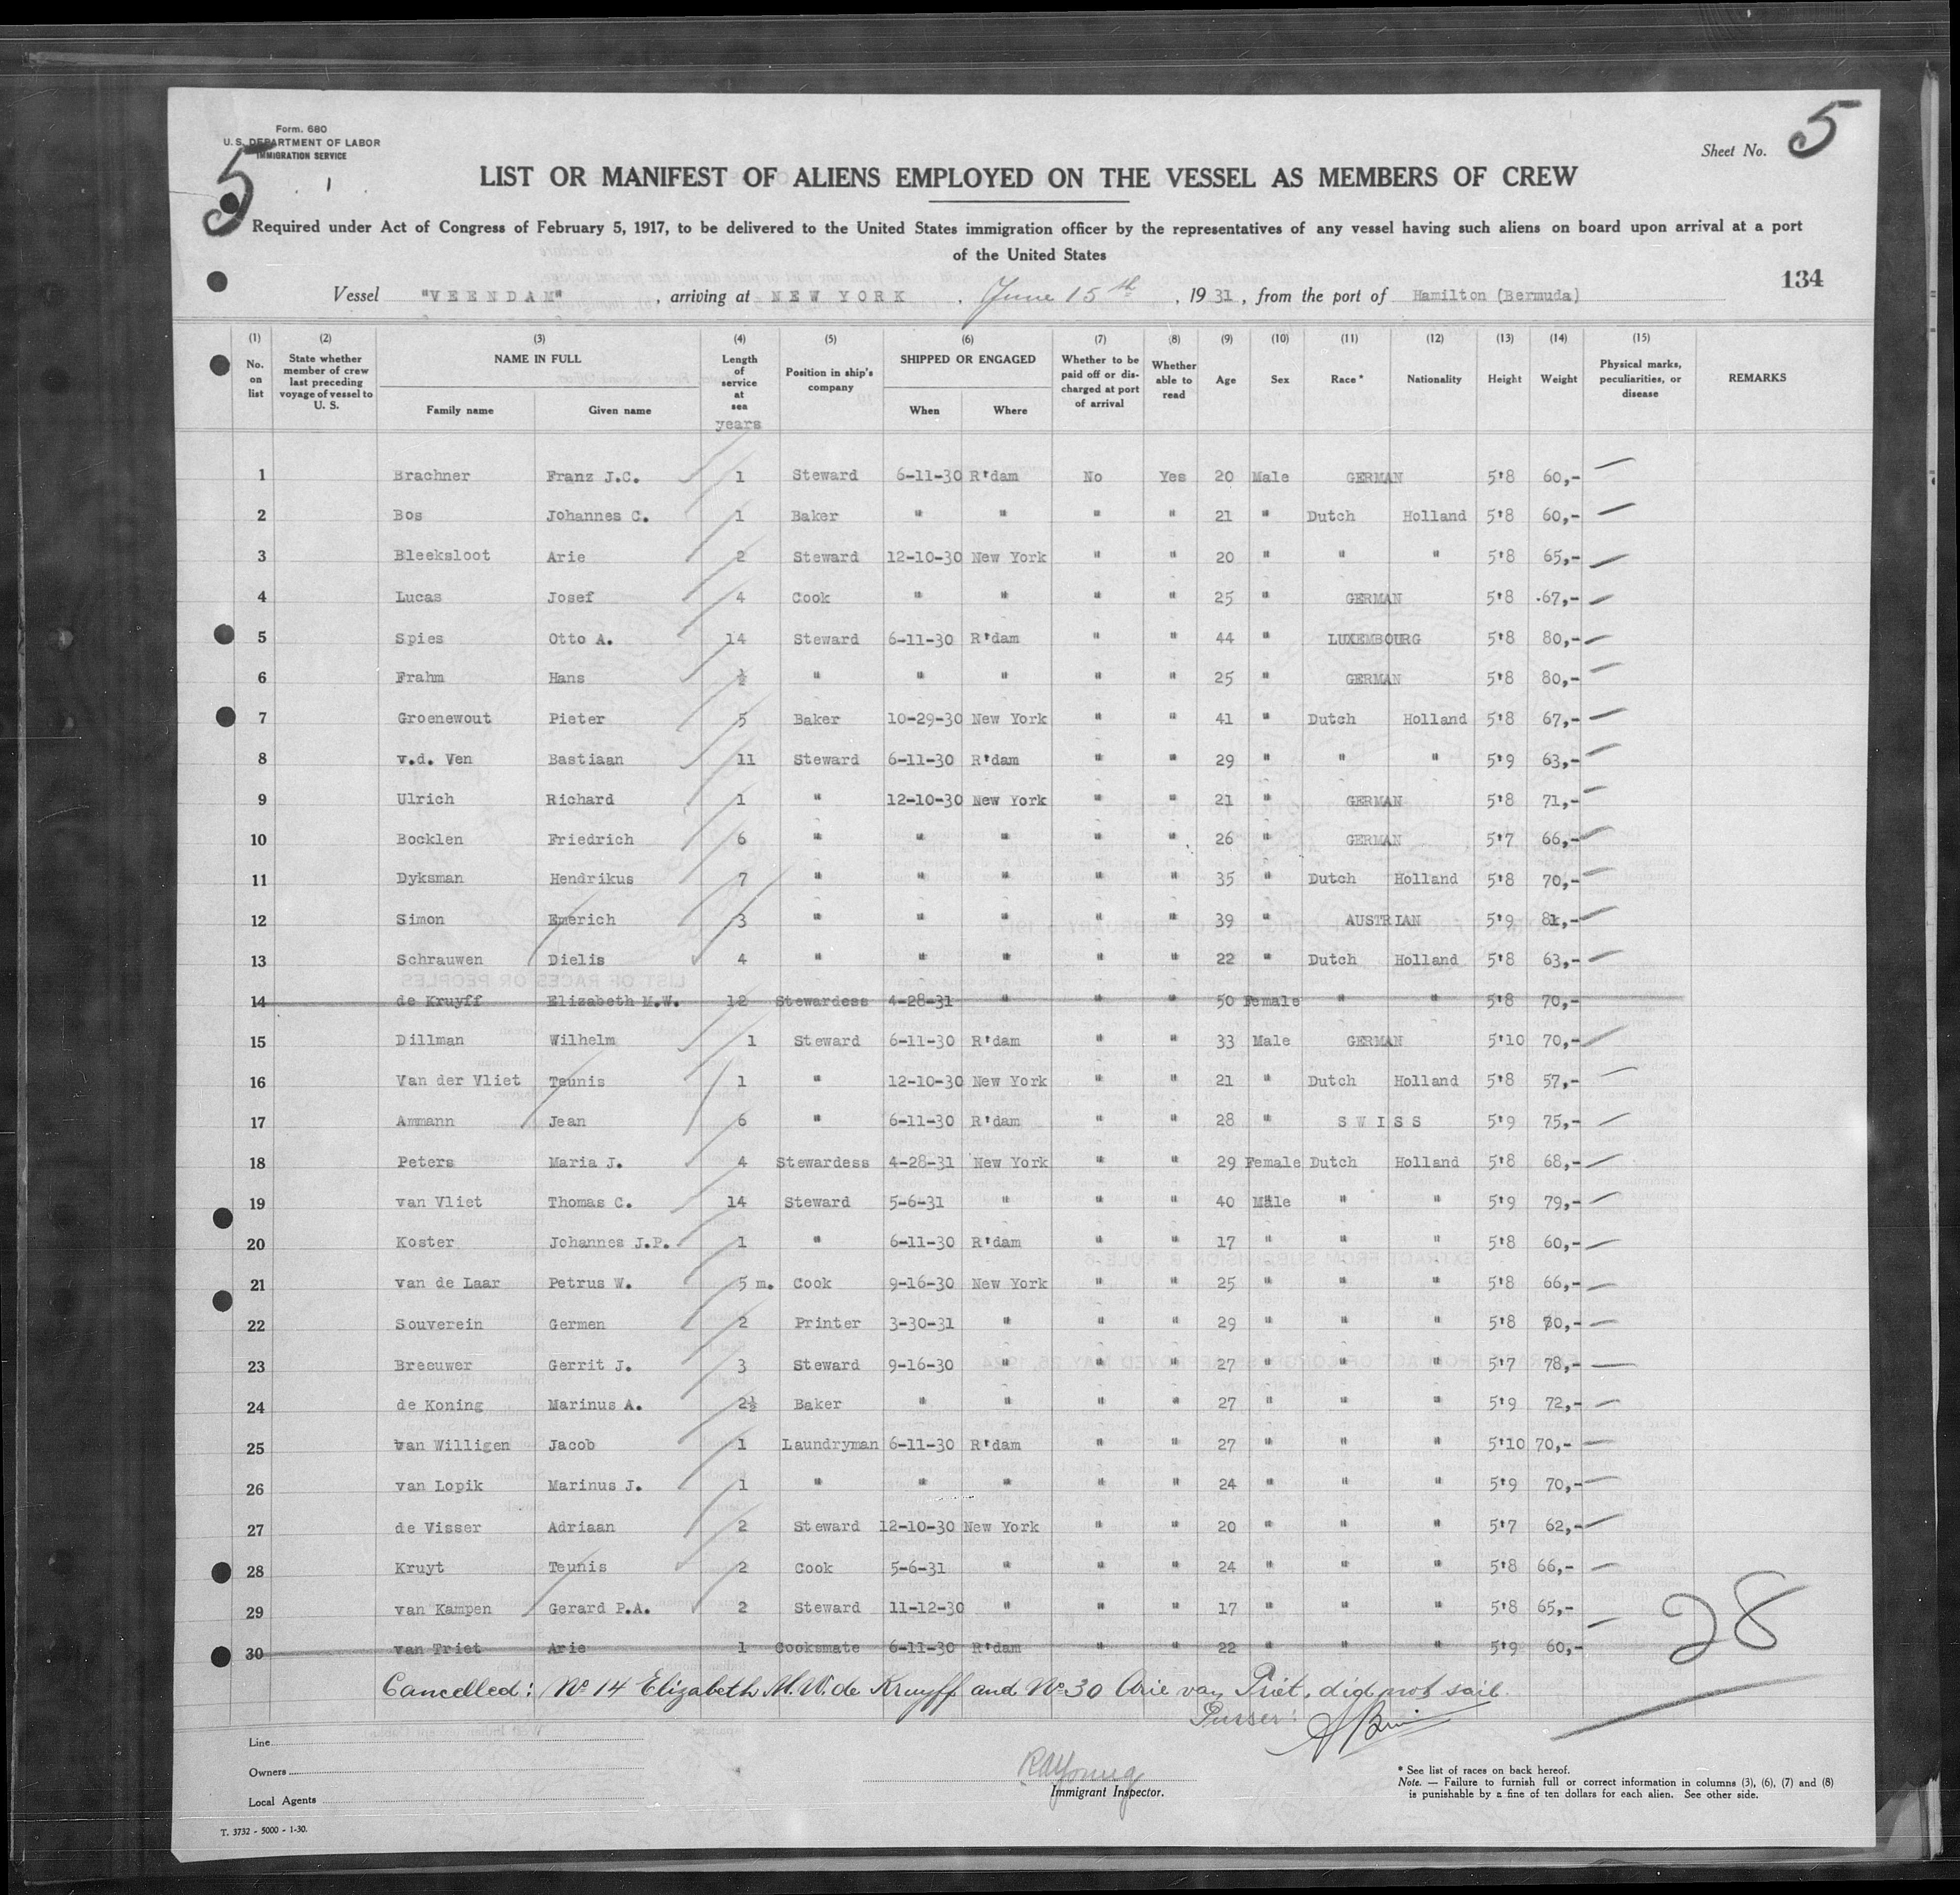 Form. 680
U.S. DEPARTMENT OF LABOR
IMMIGRATION SERVICE
5
Sheet No. 5
LIST OR MANIFEST OF ALIENS EMPLOYED ON THE VESSEL AS MEMBERS OF CREW
Required under Act of Congress of February 5, 1917, to be delivered to the United States immigration officer by the representatives of any vessel having such aliens on board upon arrival at a port
of the United States
134
Vessel "VEENDAM" , arriving at NEW YORK , June 15th , 1931, from the port of Hamilton (Bermuda)
(1) (2) (3) (4) (5) (6) (7) (8) (9) (10) (11) (12) (13) (14) (15)
No. on list State whether member of crew last preceding voyage of vessel to U. S. NAME IN FULL Family name Given name Length of service at sea years Position in ship's company SHIPPED OR ENGAGED When Where Whether to be paid off or discharged at port of arrival Whether able to read Age Sex Race* Nationality Height Weight Physical marks, peculiarities, or disease REMARKS
1 Brachner Franz J.C. 1 Steward 6-11-30 R'dam No Yes 20 Male GERMAN 5'8 60,-
2 Bos Johannes C. 1 Baker " " " " 21 " Dutch Holland 5'8 60,-
3 Bleeksloot Arie 2 Steward 12-10-30 New York " " 20 " " " 5'8 65,-
4 Lucas Josef 4 Cook " " " " 25 " GERMAN 5'8 67,-
5 Spies Otto A. 14 Steward 6-11-30 R'dam " " 44 " LUXEMBOURG 5'8 80,-
6 Frahm Hans ½ " " " " " 25 " GERMAN 5'8 80,-
7 Groenewout Pieter 5 Baker 10-29-30 New York " " 41 " Dutch Holland 5'8 67,-
8 v.d. Ven Bastiaan 11 Steward 6-11-30 R'dam " " 29 " " " 5'9 63,-
9 Ulrich Richard 1 " 12-10-30 New York " " 21 " GERMAN 5'8 71,-
10 Bocklen Friedrich 6 " " " " " 26 " GERMAN 5'7 66,-
11 Dyksman Hendrikus 7 " " " " " 35 " Dutch Holland 5'8 70,-
12 Simon Emerich 3 " " " " " 39 " AUSTRIAN 5'9 81,-
13 Schrauwen Dielis 4 " " " " " 22 " Dutch Holland 5'8 63,-
14 de Kruyff Elizabeth M.W. 12 Stewardess 4-28-31 " " " 50 Female " " 5'8 70,-
15 Dillman Wilhelm 1 Steward 6-11-30 R'dam " " 33 Male GERMAN 5'10 70,-
16 Van der Vliet Teunis 1 " 12-10-30 New York " " 21 " Dutch Holland 5'8 57,-
17 Ammann Jean 6 " 6-11-30 R'dam " " 28 " SWISS 5'9 75,-
18 Peters Maria J. 4 Stewardess 4-28-31 New York " " 29 Female Dutch Holland 5'8 68,-
19 van Vliet Thomas C. 14 Steward 5-6-31 " " " 40 Male " " 5'9 79,-
20 Koster Johannes J.P. 1 " 6-11-30 R'dam " " 17 " " " 5'8 60,-
21 van de Laar Petrus W. 5 m. Cook 9-16-30 New York " " 25 " " " 5'8 66,-
22 Souverein Germen 2 Printer 3-30-31 " " " 29 " " " 5'8 70,-
23 Breeuwer Gerrit J. 3 Steward 9-16-30 " " " 27 " " " 5'7 78,-
24 de Koning Marinus A. 2½ Baker " " " " 27 " " " 5'9 72,-
25 van Willigen Jacob 1 Laundryman 6-11-30 R'dam " " 27 " " " 5'10 70,-
26 van Lopik Marinus J. 1 " " " " " 24 " " " 5'9 70,-
27 de Visser Adriaan 2 Steward 12-10-30 New York " " 20 " " " 5'7 62,-
28 Kruyt Teunis 2 Cook 5-6-31 " " " 24 " " " 5'8 66,-
29 van Kampen Gerard P.A. 2 Steward 11-12-30 " " " 17 " " " 5'8 65,-
30 van Triet Arie 1 Cooksmate 6-11-30 R'dam " " 22 " " " 5'9 60,-
28
Cancelled: No 14 Elizabeth M.W. de Kruyff and No 30 Arie van Triet, did not sail.
Purser:
Line
Owners
Local Agents
RAYoung
Immigrant Inspector.
* See list of races on back hereof.
Note. — Failure to furnish full or correct information in columns (3), (6), (7) and (8)
is punishable by a fine of ten dollars for each alien. See other side.
T. 3732 - 5000 - 1-30.